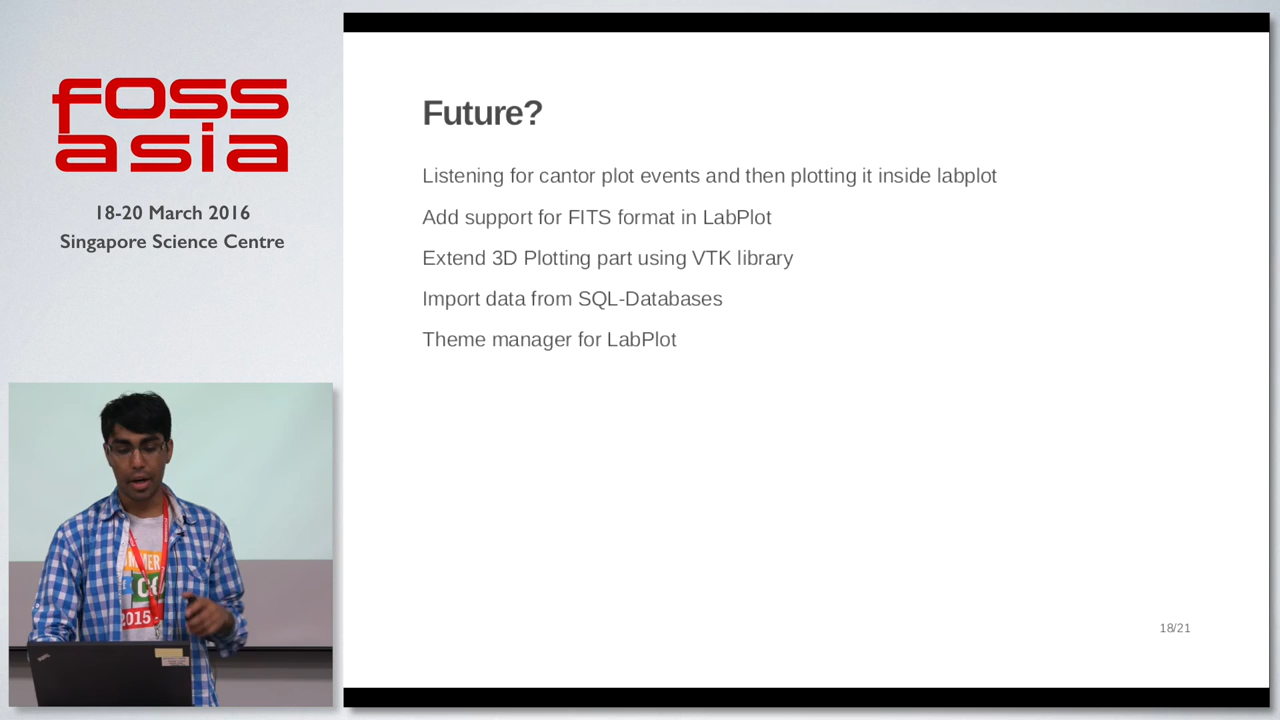 foss
asia
18-20 March 2016
Singapore Science Centre
Future?
Listening for cantor plot events and then plotting it inside labplot
Add support for FITS format in LabPlot
Extend 3D Plotting part using VTK library
Import data from SQL-Databases
Theme manager for LabPlot
18/21
2015